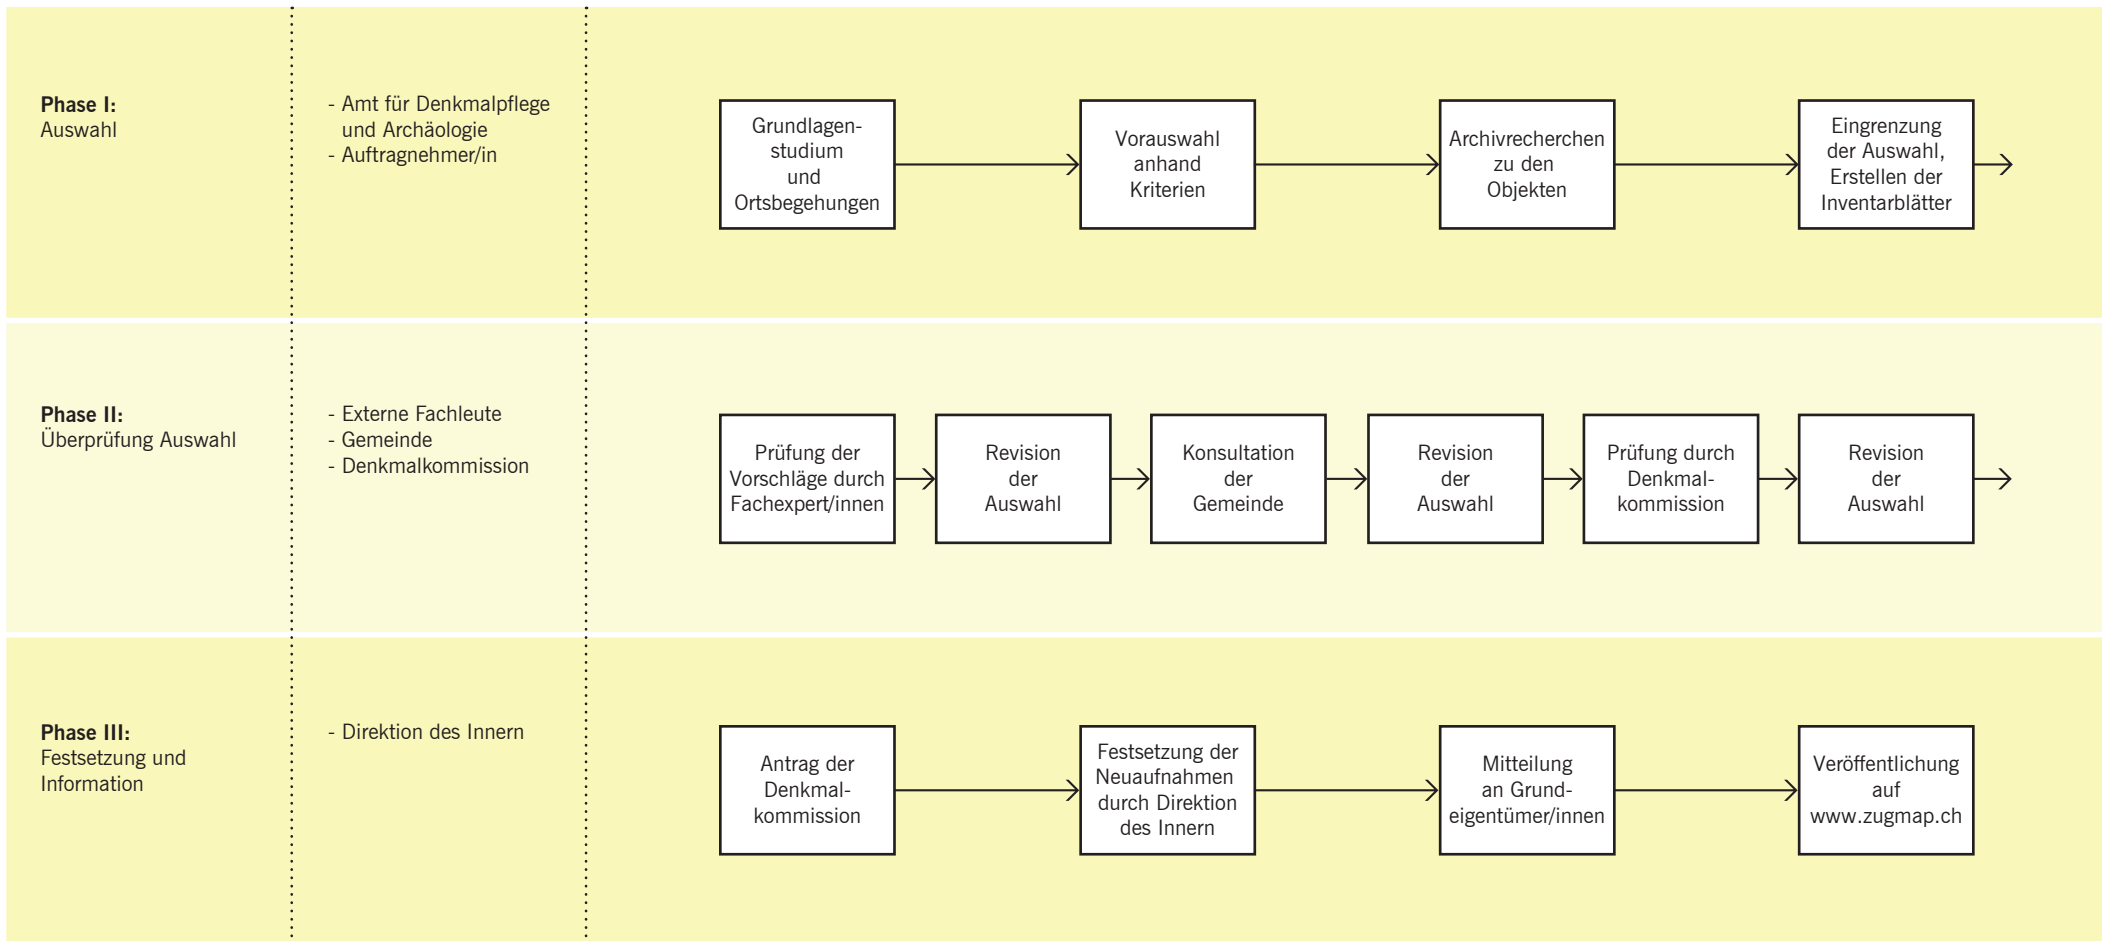 Phase I:
Auswahl
- Amt für Denkmalpflege
und Archäologie
- Auftragnehmer/in
Grundlagen-
studium
und
Ortsbegehungen
Vorauswahl
anhand
Kriterien
Archivrecherchen
zu den
Objekten
Eingrenzung
der Auswahl,
Erstellen der
Inventarblätter
Phase II:
Überprüfung Auswahl
- Externe Fachleute
- Gemeinde
- Denkmalkommission
Prüfung der
Vorschläge durch
Fachexpert/innen
Revision
der
Auswahl
Konsultation
der
Gemeinde
Revision
der
Auswahl
Prüfung durch
Denkmal-
kommission
Revision
der
Auswahl
Phase III:
Festsetzung und
Information
- Direktion des Innern
Antrag der
Denkmal-
kommission
Festsetzung der
Neuaufnahmen
durch Direktion
des Innern
Mitteilung
an Grund-
eigentümer/innen
Veröffentlichung
auf
www.zugmap.ch